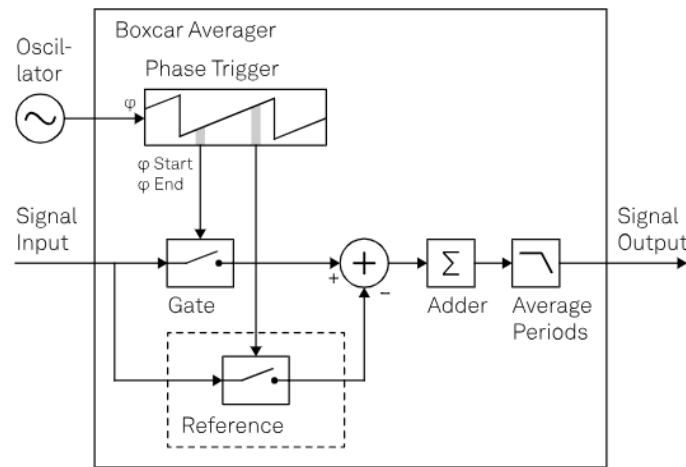 Boxcar Averager
Oscil-
lator
Phase Trigger
φ
φ Start
φ End
Signal
Input
Signal
Output
Gate
+
+
−
Σ
Adder
Average
Periods
Reference